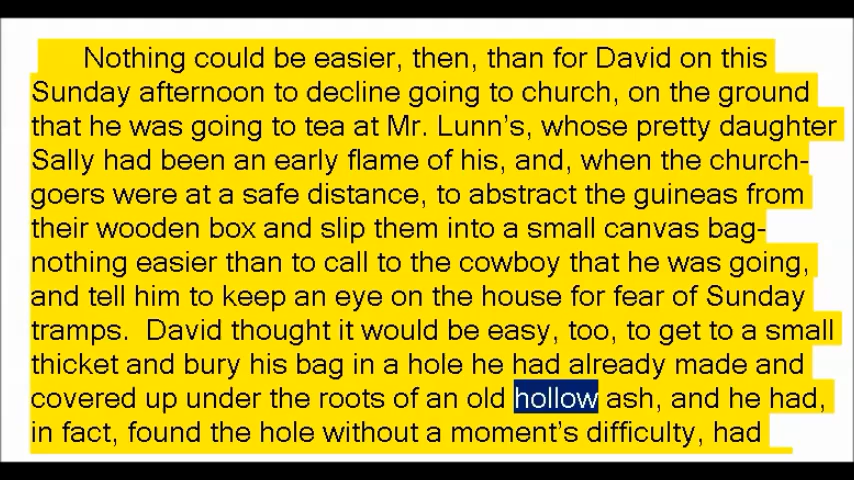 Nothing could be easier, then, than for David on this
Sunday afternoon to decline going to church, on the ground
that he was going to tea at Mr. Lunn's, whose pretty daughter
Sally had been an early flame of his, and, when the church-
goers were at a safe distance, to abstract the guineas from
their wooden box and slip them into a small canvas bag-
nothing easier than to call to the cowboy that he was going,
and tell him to keep an eye on the house for fear of Sunday
tramps.  David thought it would be easy, too, to get to a small
thicket and bury his bag in a hole he had already made and
covered up under the roots of an old hollow ash, and he had,
in fact, found the hole without a moment's difficulty, had